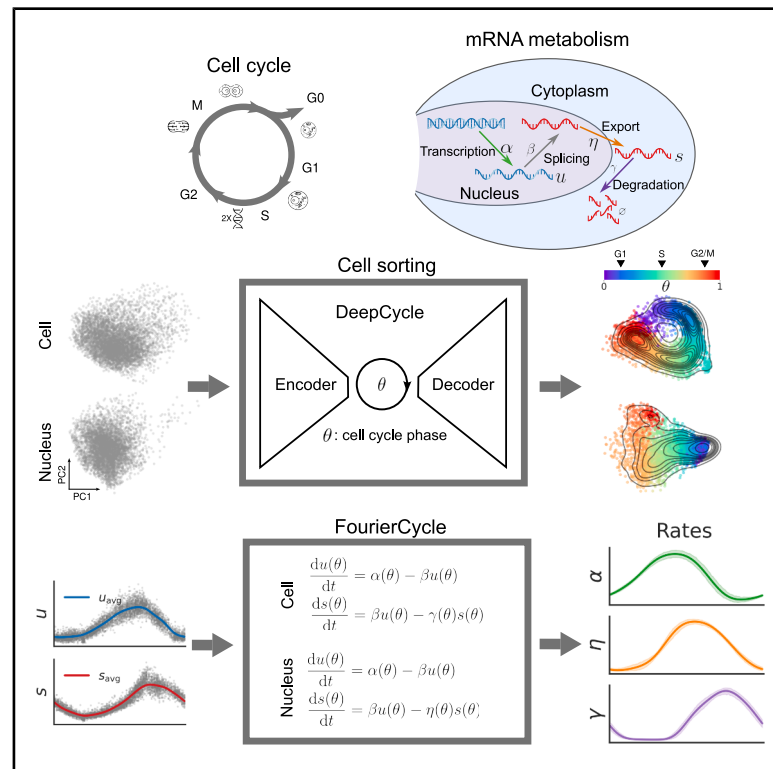 Cell cycle
M
G0
G1
G2
S
2X
mRNA metabolism
Cytoplasm
Export
η
Transcription
α
β
Splicing
u
s
γ
Nucleus
Degradation
∅
Cell sorting
G1 S G2/M
0 θ 1
Cell
Nucleus
PC2
PC1
DeepCycle
Encoder
θ
Decoder
θ: cell cycle phase
FourierCycle
Rates
u
u_avg
s
s_avg
Cell
du(θ)/dt = α(θ) − βu(θ)
ds(θ)/dt = βu(θ) − γ(θ)s(θ)
Nucleus
du(θ)/dt = α(θ) − βu(θ)
ds(θ)/dt = βu(θ) − η(θ)s(θ)
α
η
γ